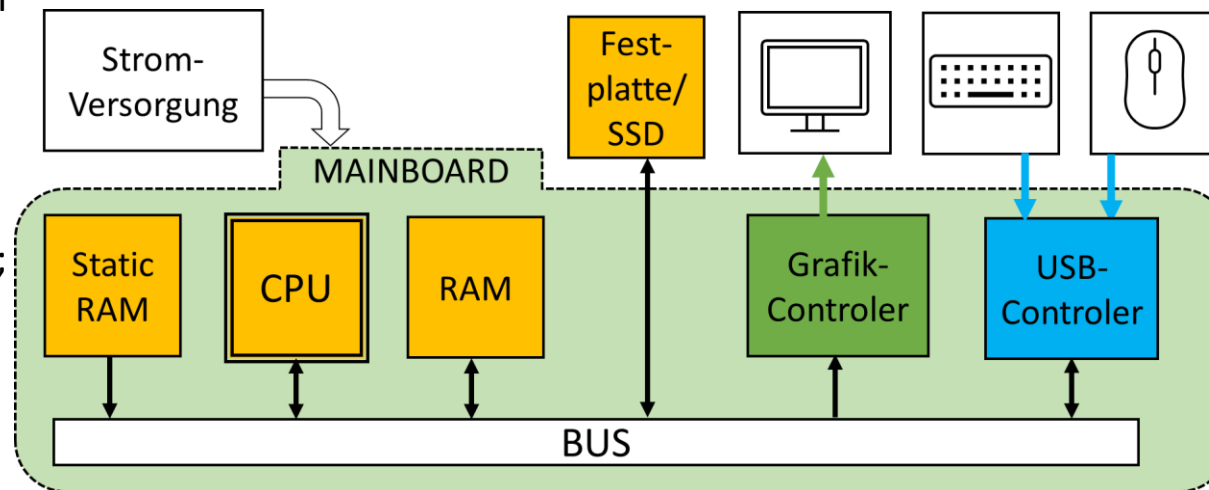 Strom-
Versorgung
Fest-
platte/
SSD
MAINBOARD
Static
RAM
CPU
RAM
Grafik-
Controler
USB-
Controler
BUS